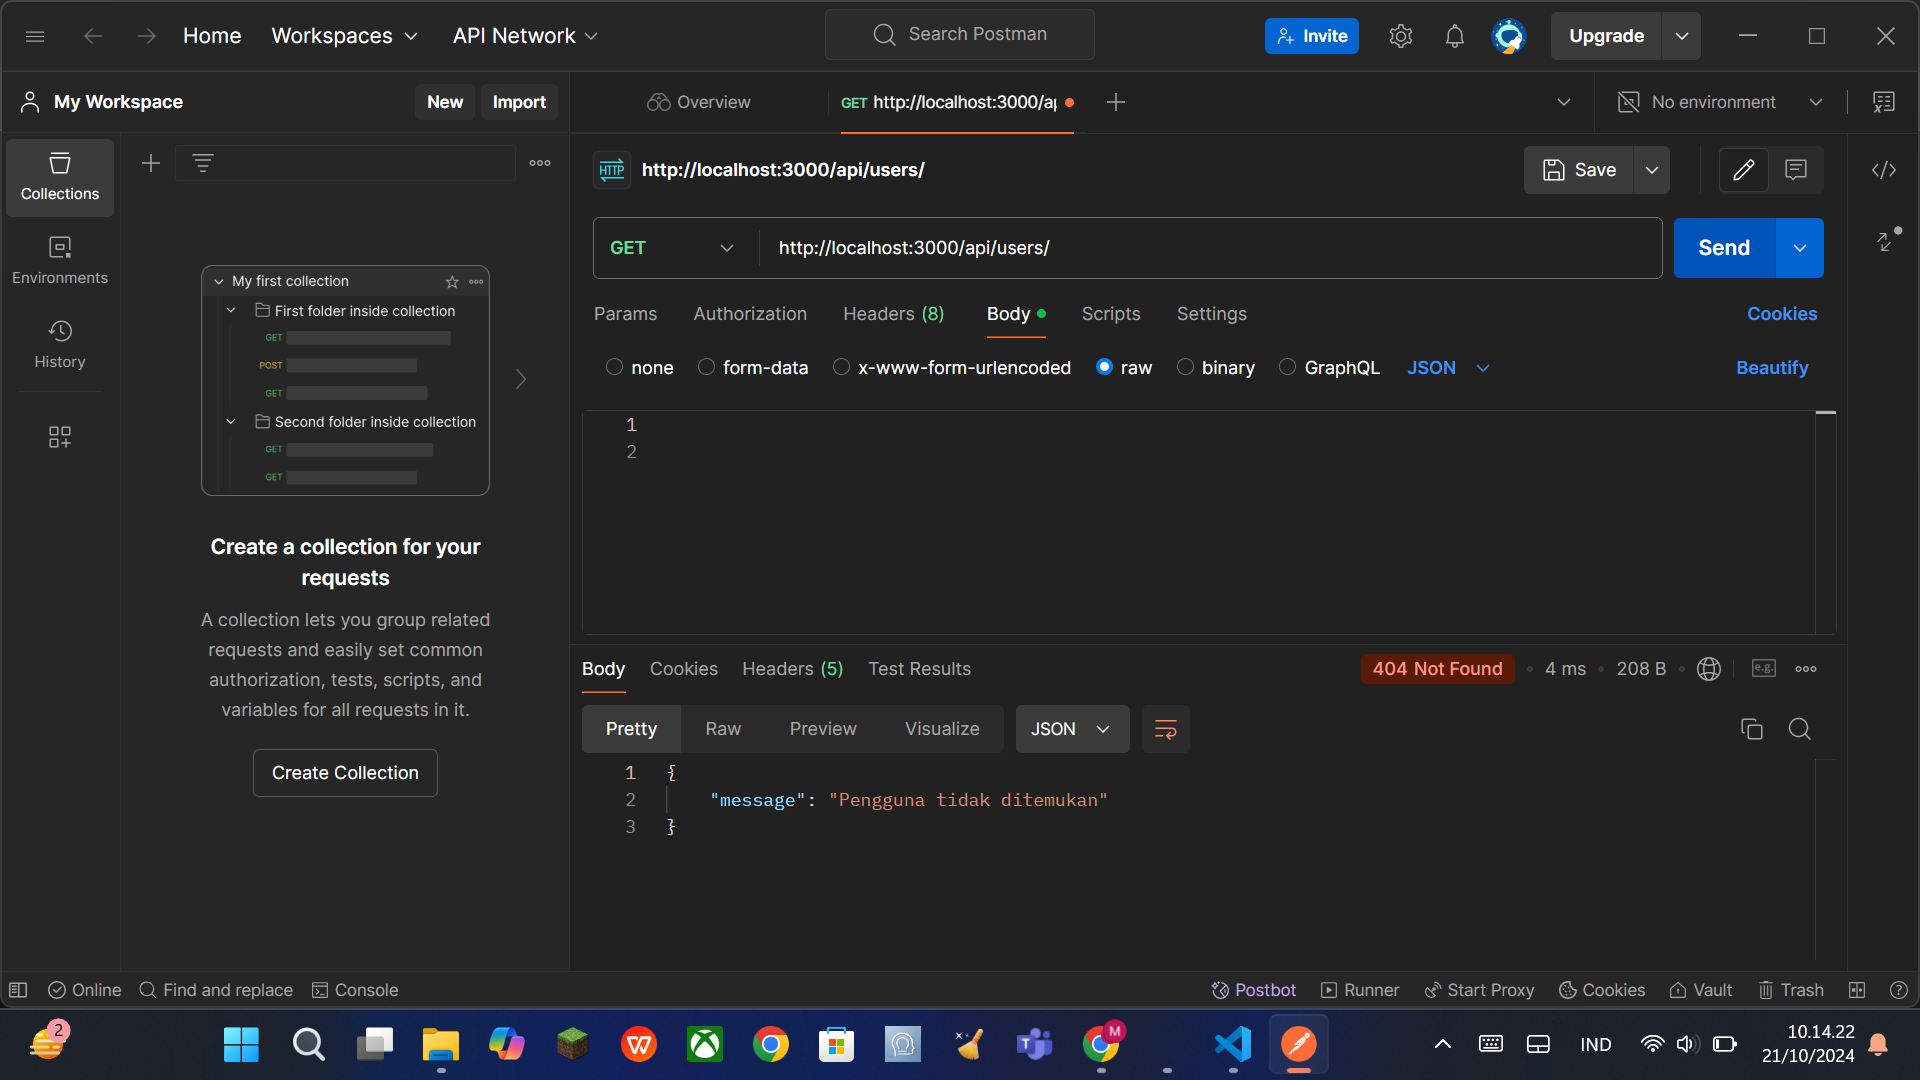 Home
Workspaces
API Network
Search Postman
Invite
Upgrade
My Workspace
New
Import
Overview
GET http://localhost:3000/ap
No environment
Collections
Environments
History
HTTP
http://localhost:3000/api/users/
Save
GET
http://localhost:3000/api/users/
Send
Params
Authorization
Headers (8)
Body
Scripts
Settings
Cookies
none
form-data
x-www-form-urlencoded
raw
binary
GraphQL
JSON
Beautify
1
2
My first collection
First folder inside collection
GET
POST
GET
Second folder inside collection
GET
GET
Create a collection for your
requests
A collection lets you group related
requests and easily set common
authorization, tests, scripts, and
variables for all requests in it.
Create Collection
Body
Cookies
Headers (5)
Test Results
404 Not Found
4 ms
208 B
e.g.
Pretty
Raw
Preview
Visualize
JSON
1 {
2 "message": "Pengguna tidak ditemukan"
3 }
Online
Find and replace
Console
Postbot
Runner
Start Proxy
Cookies
Vault
Trash
2
M
IND
10.14.22
21/10/2024